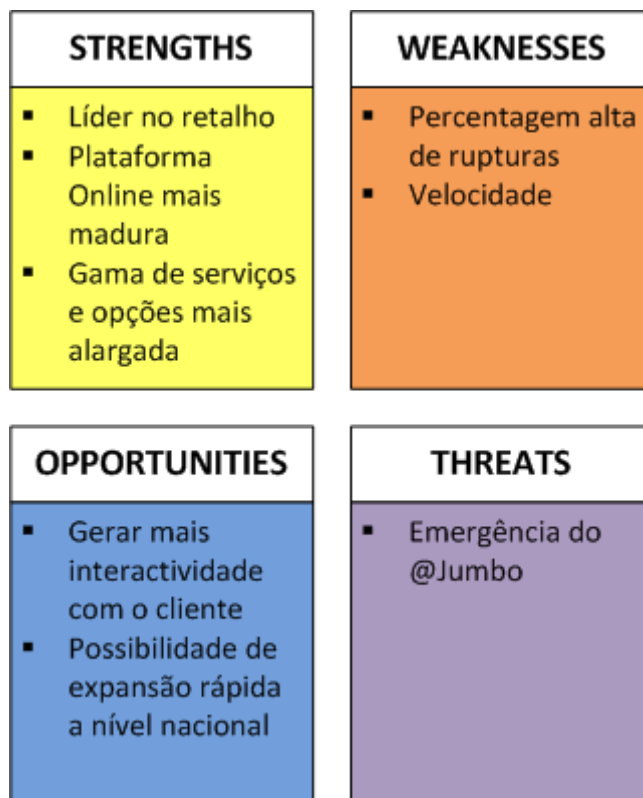 STRENGTHS
▪ Líder no retalho
▪ Plataforma
Online mais
madura
▪ Gama de serviços
e opções mais
alargada
WEAKNESSES
▪ Percentagem alta
de rupturas
▪ Velocidade
OPPORTUNITIES
▪ Gerar mais
interactividade
com o cliente
▪ Possibilidade de
expansão rápida
a nível nacional
THREATS
▪ Emergência do
@Jumbo